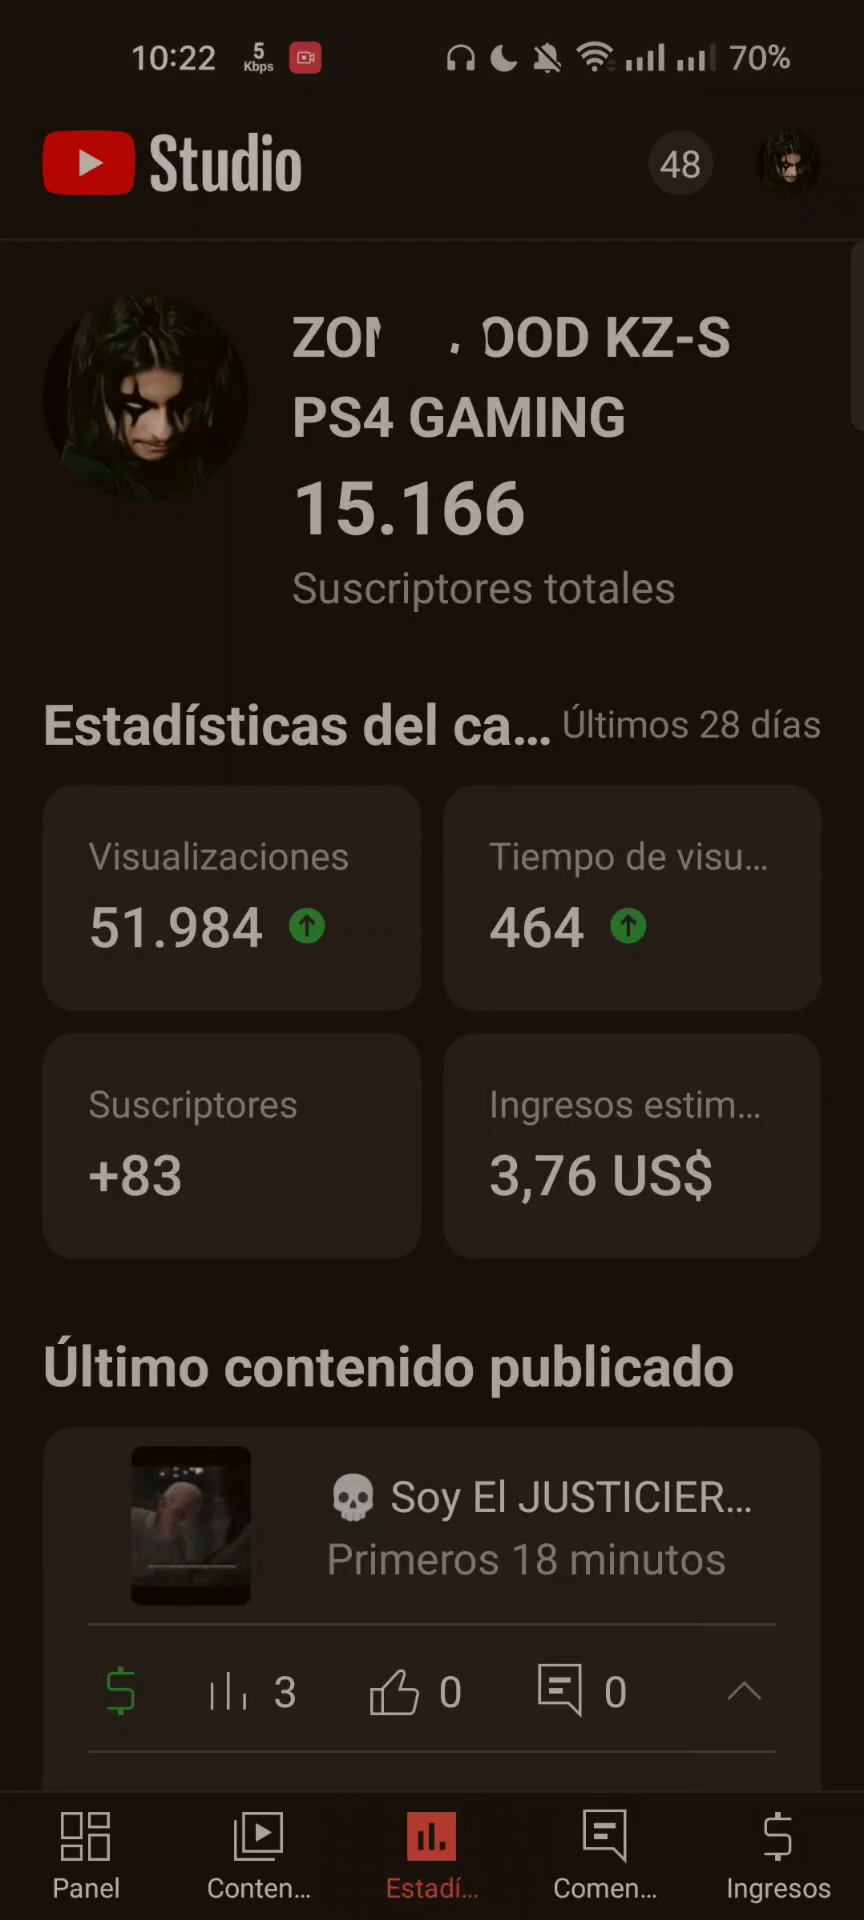 10:22 5 Kbps 70%
Studio 48
KZ-S
PS4 GAMING
15.166
Suscriptores totales
Estadísticas del ca... Últimos 28 días
Visualizaciones
51.984
Tiempo de visu...
464
Suscriptores
+83
Ingresos estim...
3,76 US$
Último contenido publicado
💀 Soy El JUSTICIER...
Primeros 18 minutos
3 0 0
Panel Conten... Estadí... Comen... Ingresos